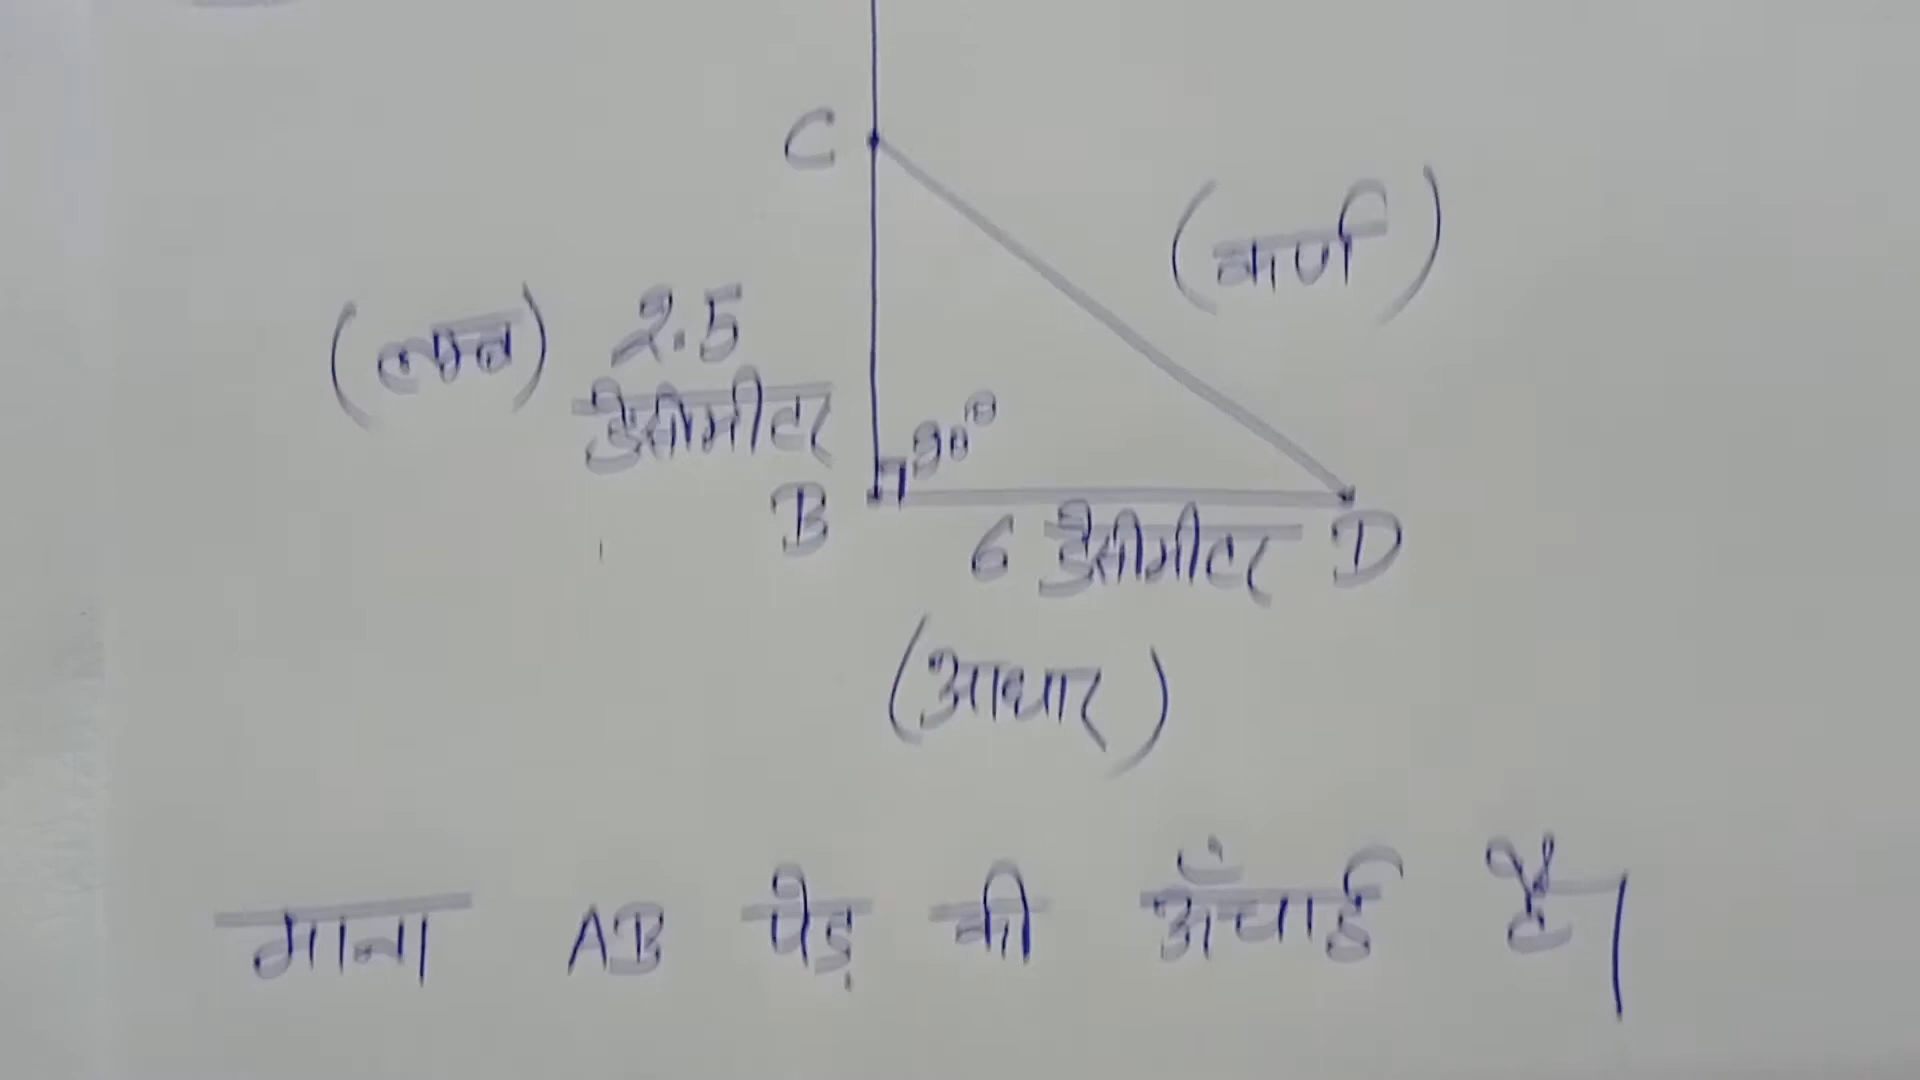 C
(कर्ण)
(लम्ब) 2.5
डेसीमीटर
90°
B
6 डेसीमीटर D
(आधार)
माना AB पेड़ की ऊँचाई है।